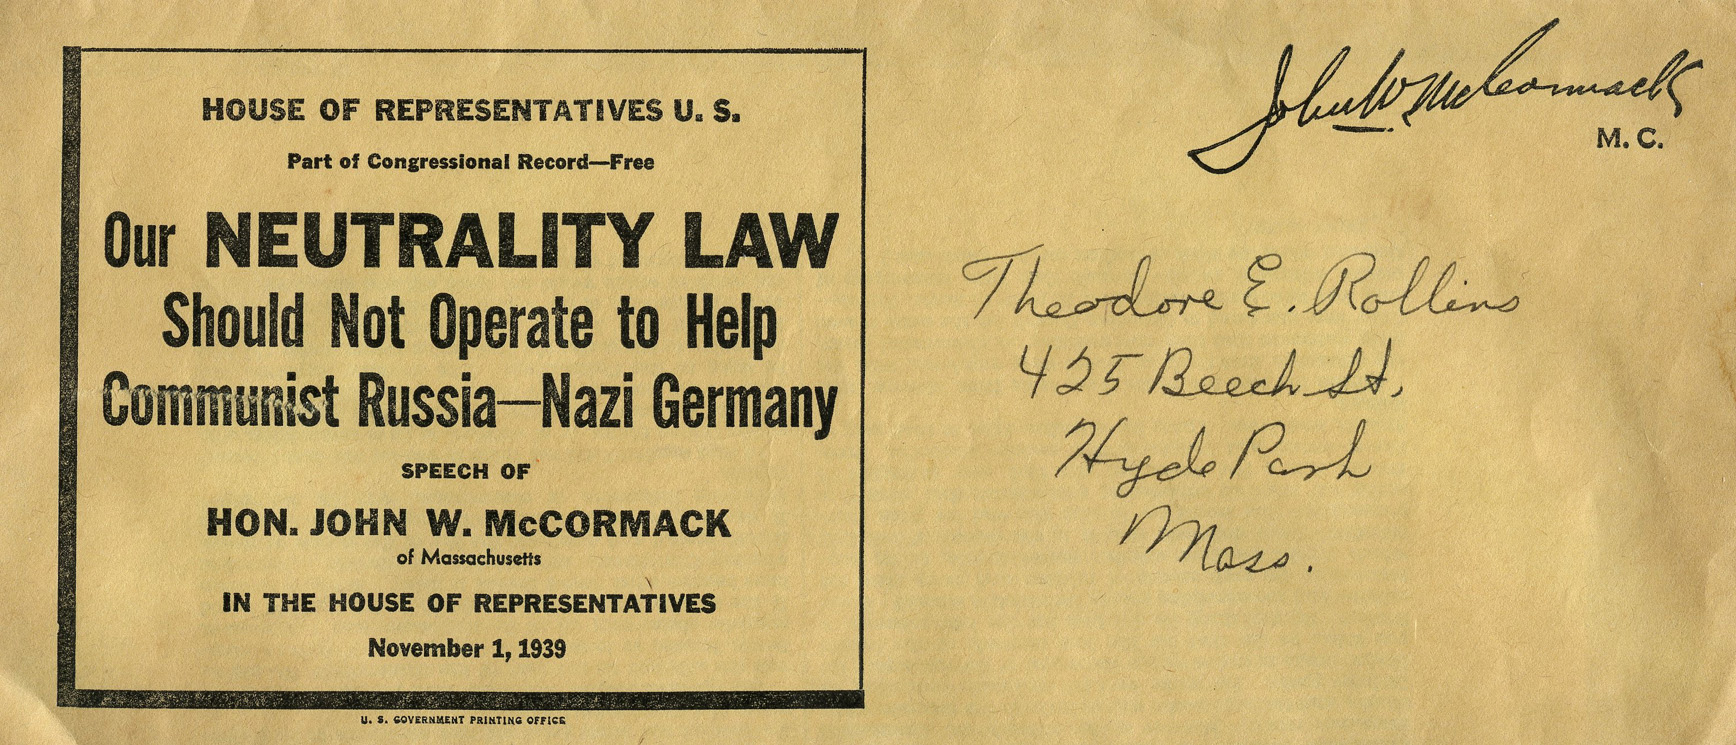 HOUSE OF REPRESENTATIVES U. S.
Part of Congressional Record—Free
Our NEUTRALITY LAW
Should Not Operate to Help
Communist Russia—Nazi Germany
SPEECH OF
HON. JOHN W. McCORMACK
of Massachusetts
IN THE HOUSE OF REPRESENTATIVES
November 1, 1939
U. S. GOVERNMENT PRINTING OFFICE
John W. McCormack
M. C.
Theodore E. Rollins
425 Beech St.
Hyde Park
Mass.